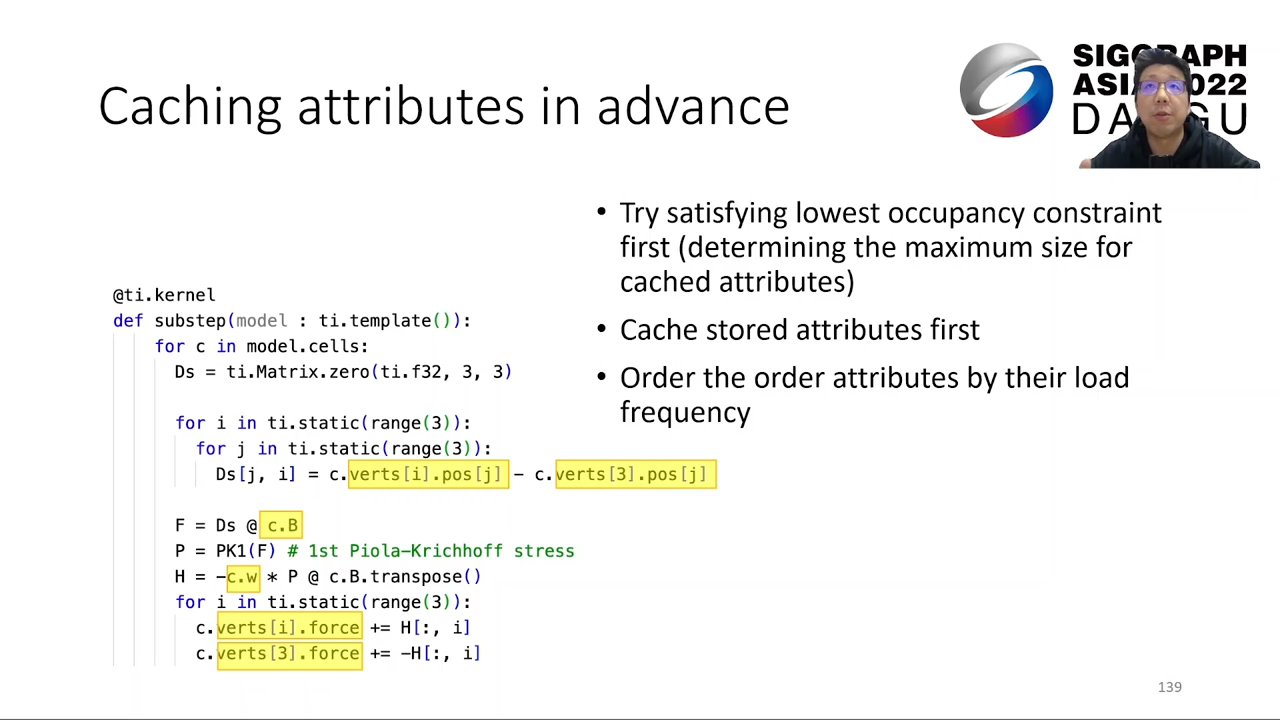 Caching attributes in advance
SIGGRAPH
ASIA 2022
DAEGU
• Try satisfying lowest occupancy constraint
first (determining the maximum size for
cached attributes)
• Cache stored attributes first
• Order the order attributes by their load
frequency
@ti.kernel
def substep(model : ti.template()):
for c in model.cells:
Ds = ti.Matrix.zero(ti.f32, 3, 3)
for i in ti.static(range(3)):
for j in ti.static(range(3)):
Ds[j, i] = c.verts[i].pos[j] - c.verts[3].pos[j]
F = Ds @ c.B
P = PK1(F) # 1st Piola-Krichhoff stress
H = -c.w * P @ c.B.transpose()
for i in ti.static(range(3)):
c.verts[i].force += H[:, i]
c.verts[3].force += -H[:, i]
139